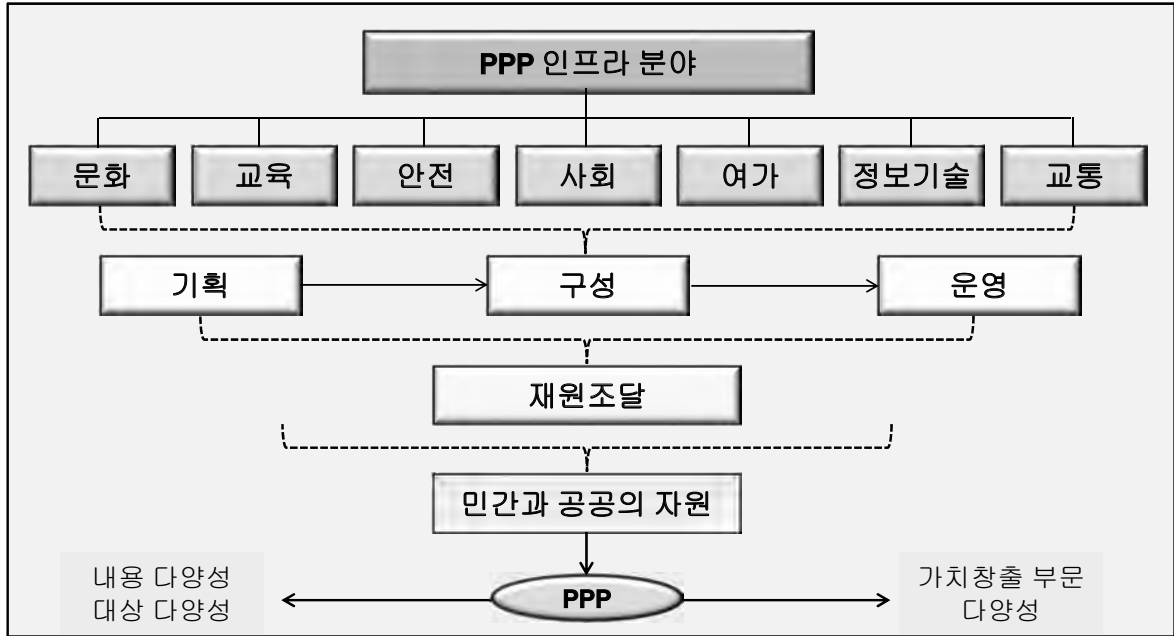 PPP 인프라 분야
문화
교육
안전
사회
여가
정보기술
교통
기획
구성
운영
재원조달
민간과 공공의 자원
내용 다양성
대상 다양성
PPP
가치창출 부문
다양성